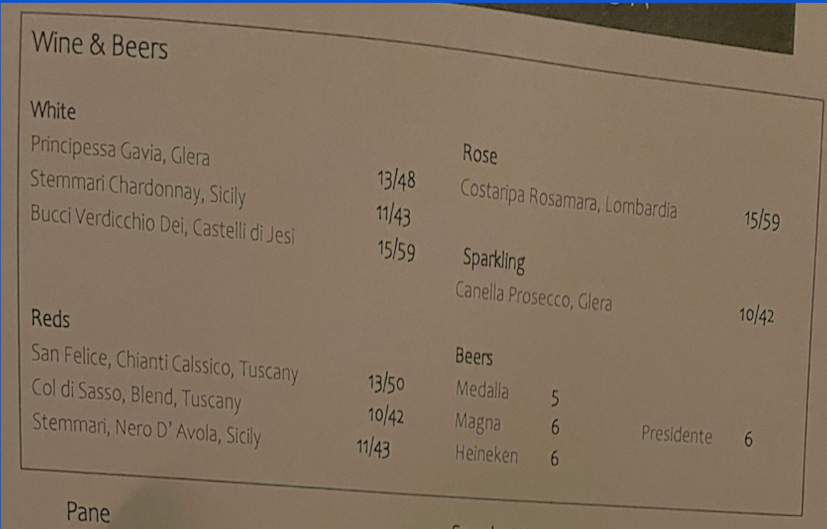 Wine & Beers
White
Principessa Gavia, Glera 13/48
Stemmari Chardonnay, Sicily 11/43
Bucci Verdicchio Dei, Castelli di Jesi 15/59
Reds
San Felice, Chianti Calssico, Tuscany 13/50
Col di Sasso, Blend, Tuscany 10/42
Stemmari, Nero D' Avola, Sicily 11/43
Rose
Costaripa Rosamara, Lombardia 15/59
Sparkling
Canella Prosecco, Glera 10/42
Beers
Medalla 5
Magna 6 Presidente 6
Heineken 6
Pane